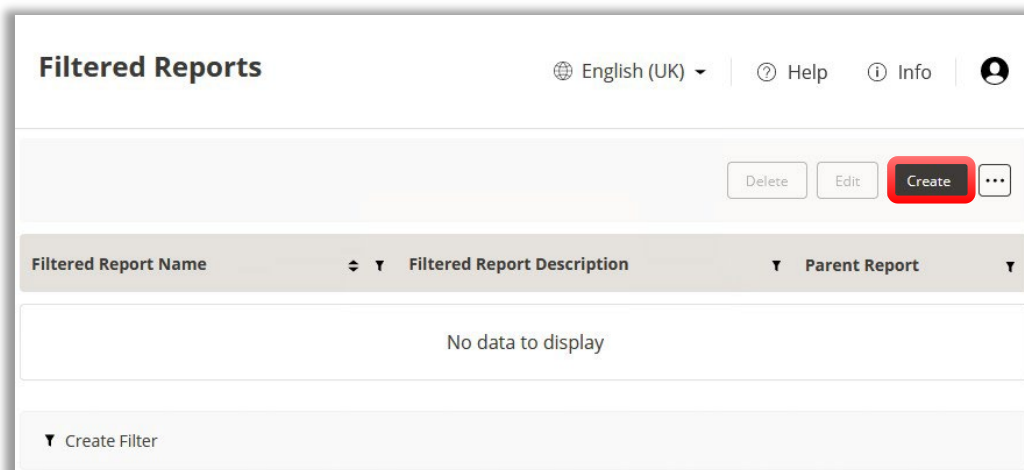 Filtered Reports
English (UK) Help Info
Delete Edit Create ...
Filtered Report Name Filtered Report Description Parent Report
No data to display
Create Filter